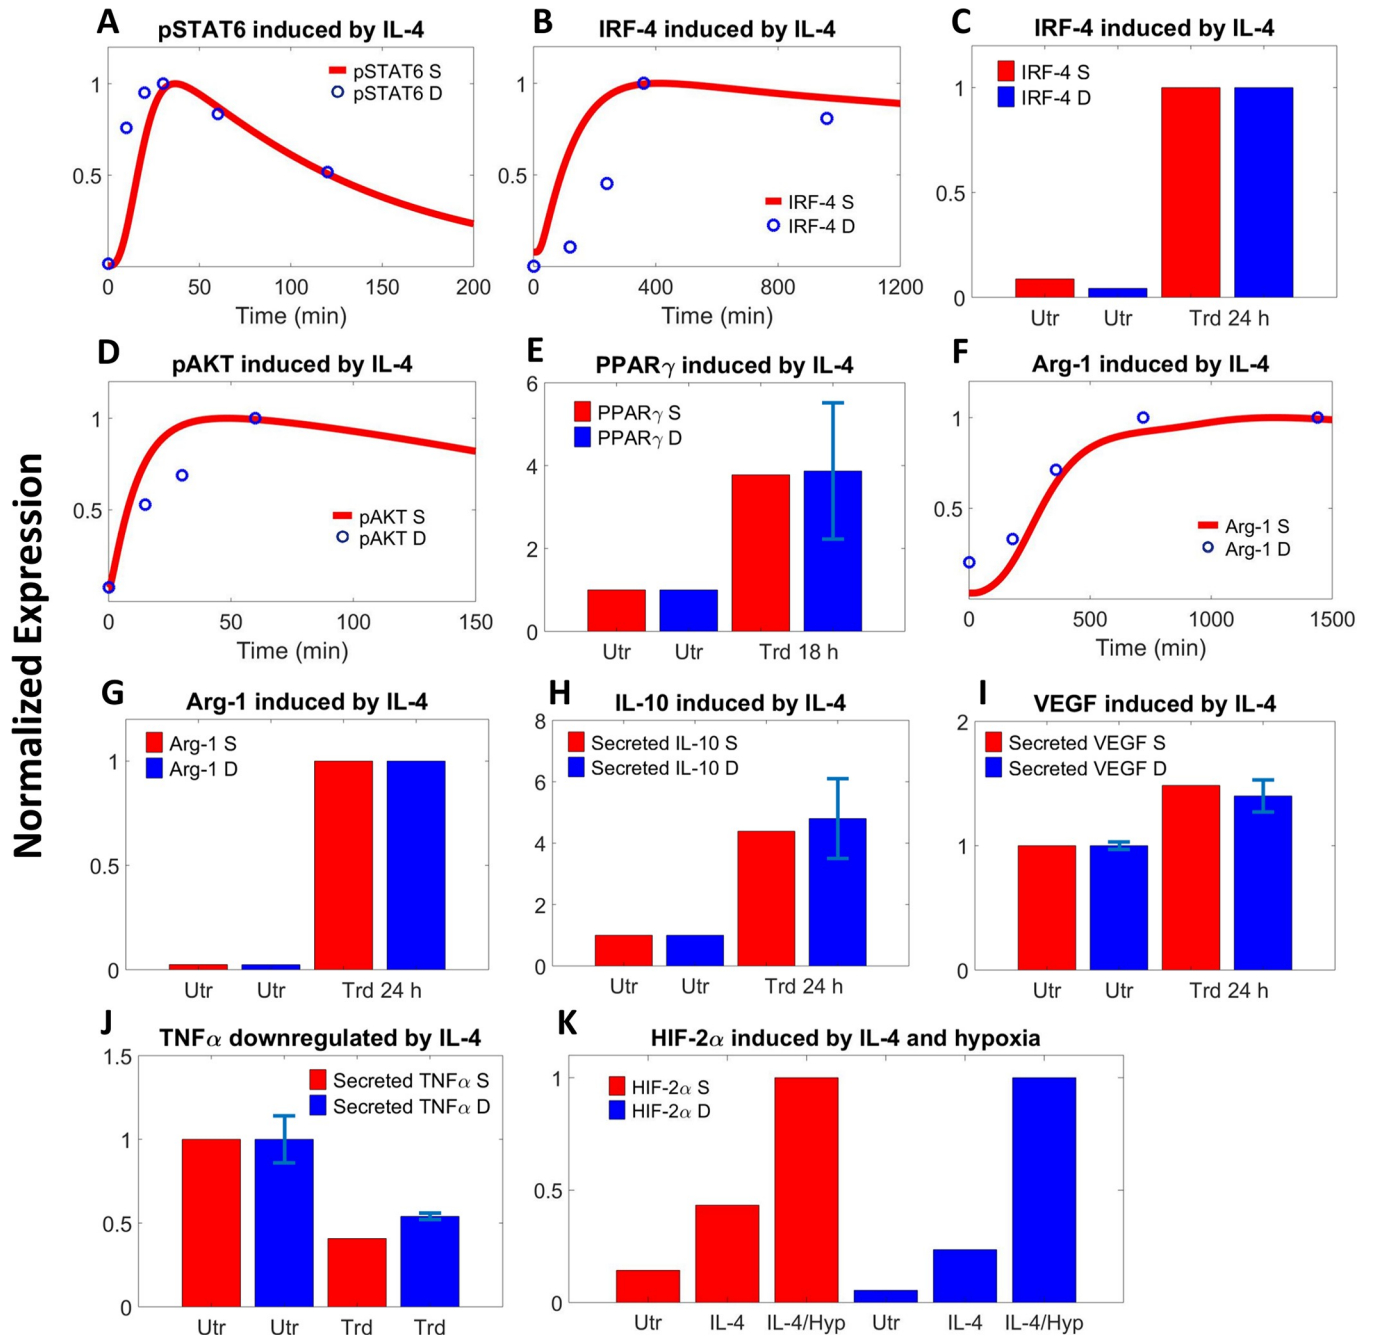 Normalized Expression
A
pSTAT6 induced by IL-4
pSTAT6 S
pSTAT6 D
1
0.5
0 50 100 150 200
Time (min)
B
IRF-4 induced by IL-4
IRF-4 S
IRF-4 D
1
0.5
0 400 800 1200
Time (min)
C
IRF-4 induced by IL-4
IRF-4 S
IRF-4 D
1
0.5
0
Utr Utr Trd 24 h
D
pAKT induced by IL-4
pAKT S
pAKT D
1
0.5
0 50 100 150
Time (min)
E
PPARγ induced by IL-4
PPARγ S
PPARγ D
6
4
2
0
Utr Utr Trd 18 h
F
Arg-1 induced by IL-4
Arg-1 S
Arg-1 D
1
0.5
0 500 1000 1500
Time (min)
G
Arg-1 induced by IL-4
Arg-1 S
Arg-1 D
1
0.5
0
Utr Utr Trd 24 h
H
IL-10 induced by IL-4
Secreted IL-10 S
Secreted IL-10 D
8
6
4
2
0
Utr Utr Trd 24 h
I
VEGF induced by IL-4
Secreted VEGF S
Secreted VEGF D
2
1
0
Utr Utr Trd 24 h
J
TNFα downregulated by IL-4
Secreted TNFα S
Secreted TNFα D
1.5
1
0.5
0
Utr Utr Trd Trd
K
HIF-2α induced by IL-4 and hypoxia
HIF-2α S
HIF-2α D
1
0.5
0
Utr IL-4 IL-4/Hyp Utr IL-4 IL-4/Hyp